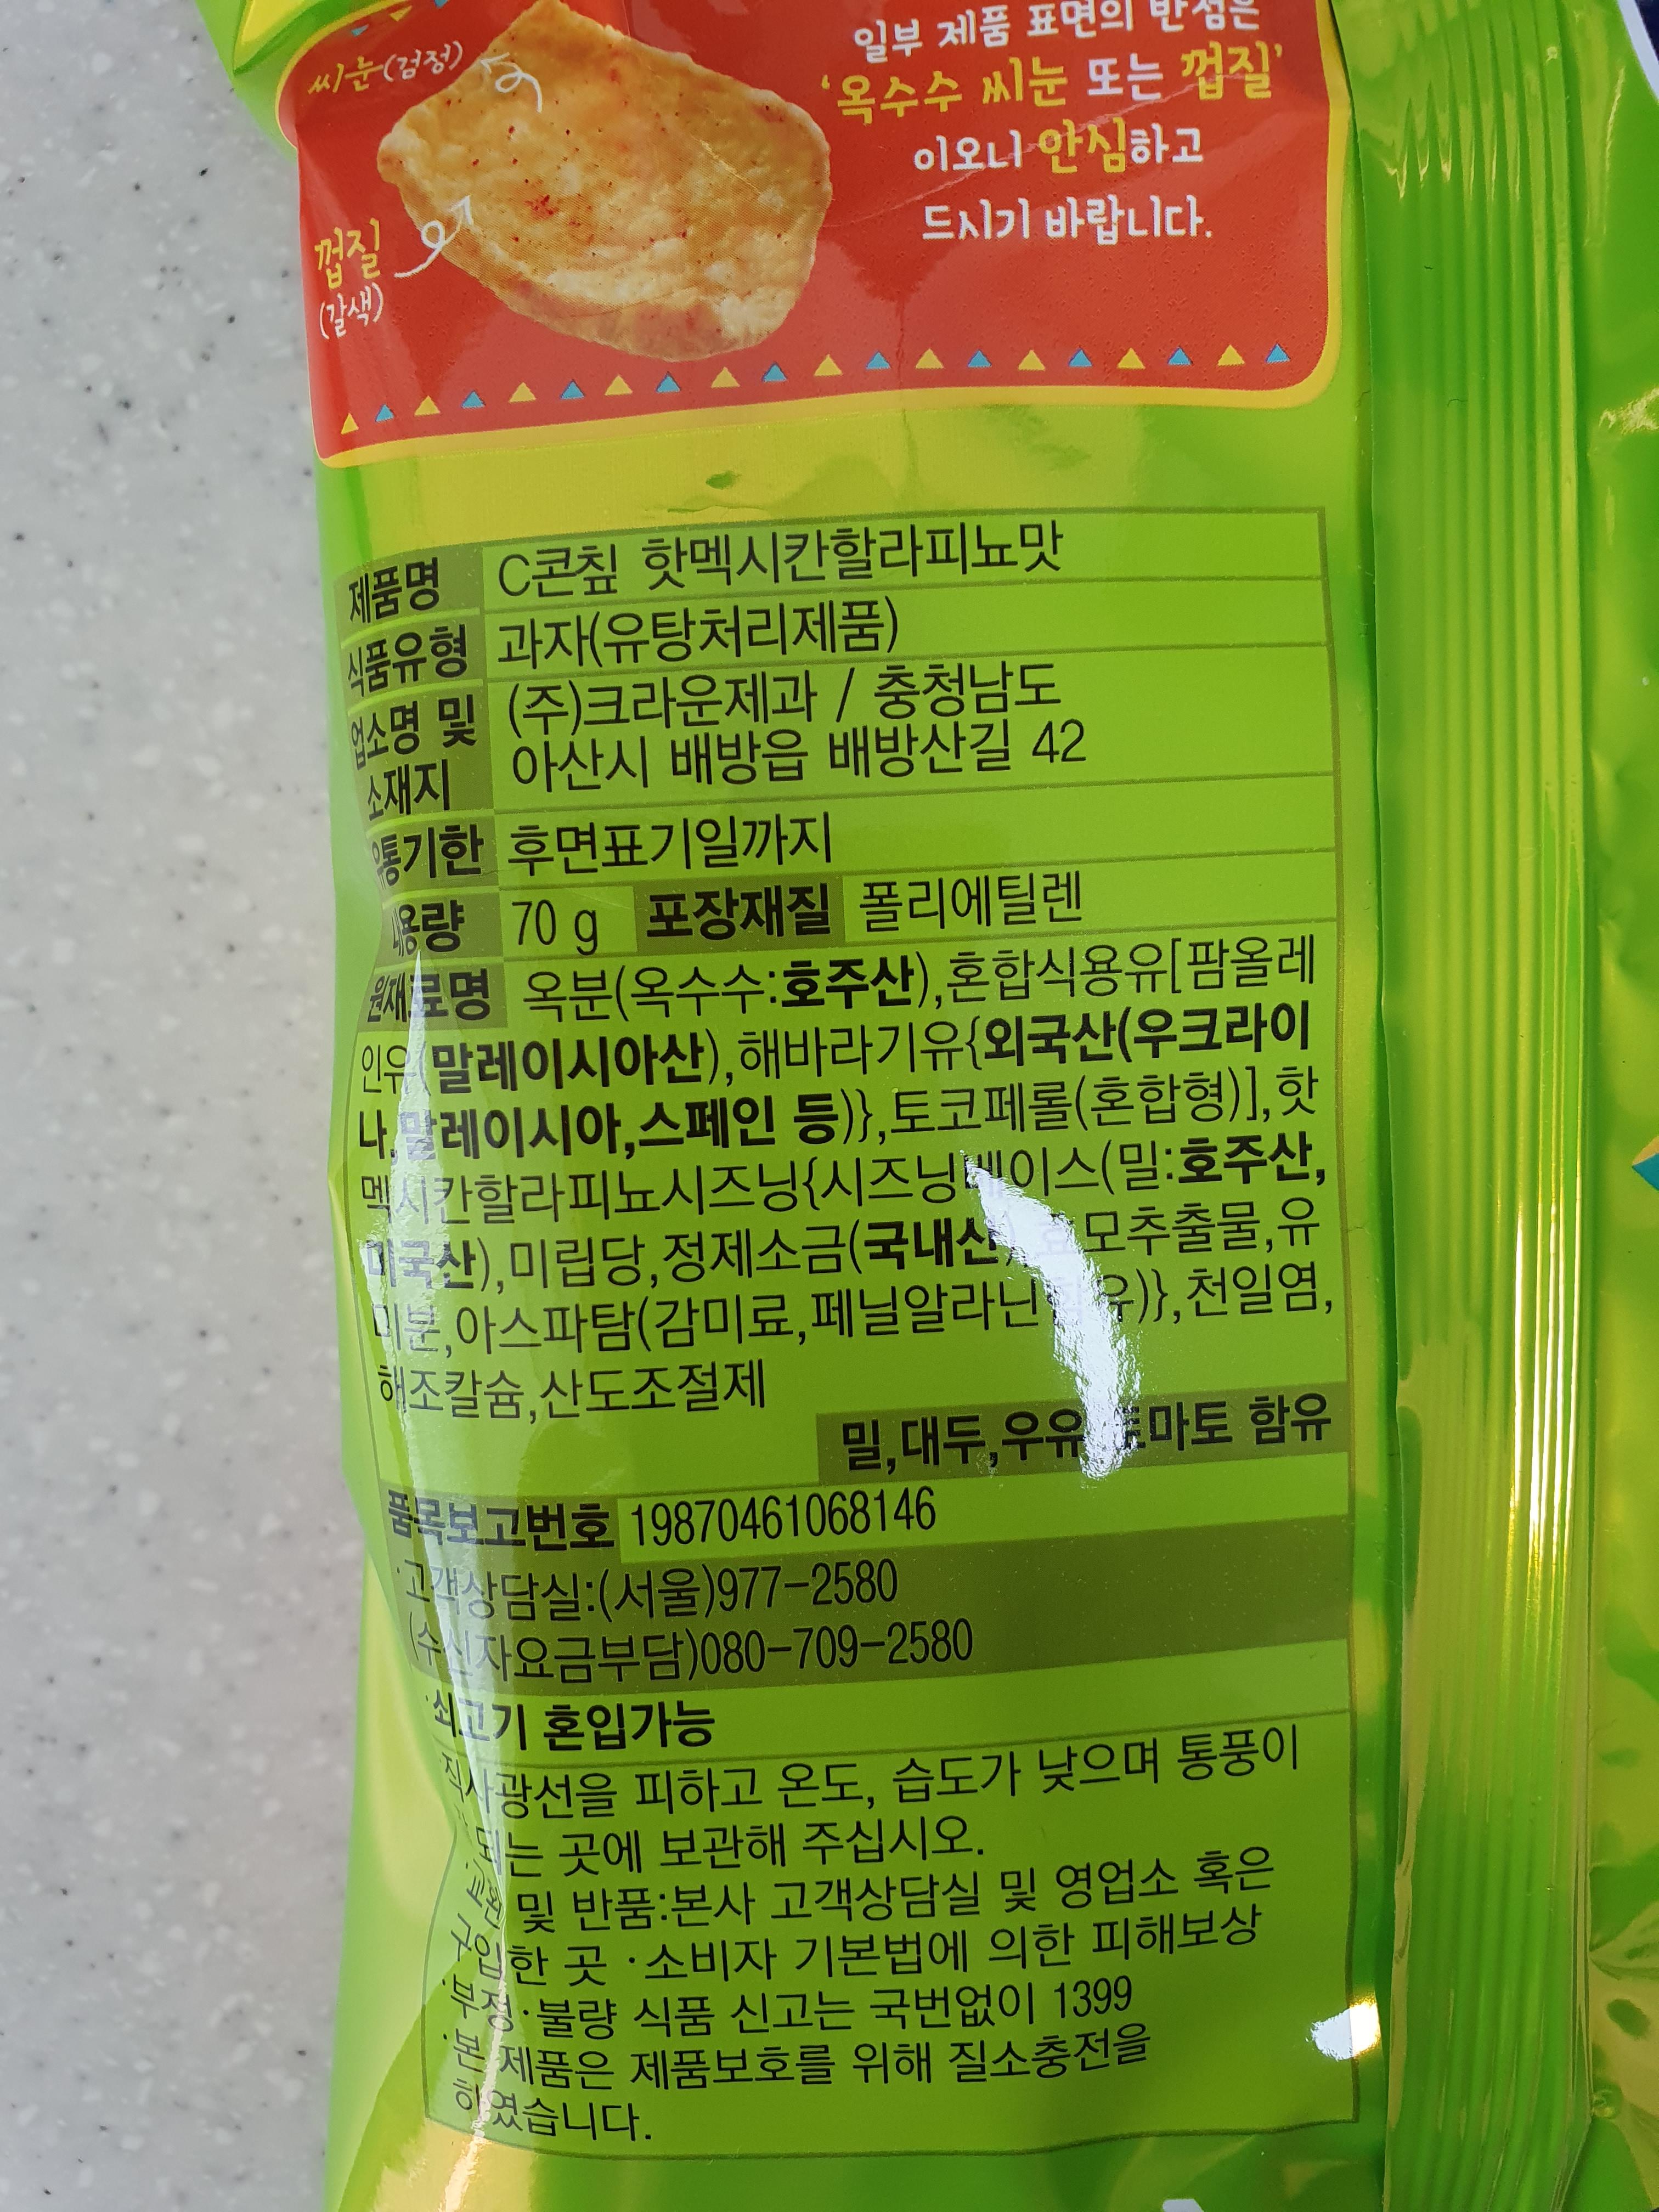 씨눈(검정)
껍질
(갈색)
일부 제품 표면의 반점은
'옥수수 씨눈 또는 껍질'
이오니 안심하고
드시기 바랍니다.
제품명 C콘칲 핫멕시칸할라피뇨맛
식품유형 과자(유탕처리제품)
업소명 및 소재지 (주)크라운제과 / 충청남도
아산시 배방읍 배방산길 42
유통기한 후면표기일까지
내용량 70 g 포장재질 폴리에틸렌
원재료명 옥분(옥수수:호주산),혼합식용유[팜올레
인유(말레이시아산),해바라기유{외국산(우크라이
나,말레이시아,스페인 등)},토코페롤(혼합형)],핫
멕시칸할라피뇨시즈닝{시즈닝베이스(밀:호주산,
미국산),미립당,정제소금(국내산),효모추출물,유
미분,아스파탐(감미료,페닐알라닌함유)},천일염,
해조칼슘,산도조절제
밀,대두,우유,토마토 함유
품목보고번호 19870461068146
·고객상담실:(서울)977-2580
(수신자요금부담)080-709-2580
·쇠고기 혼입가능
직사광선을 피하고 온도, 습도가 낮으며 통풍이
되는 곳에 보관해 주십시오.
·교환 및 반품:본사 고객상담실 및 영업소 혹은
구입한 곳 ·소비자 기본법에 의한 피해보상
·부정·불량 식품 신고는 국번없이 1399
·본 제품은 제품보호를 위해 질소충전을
하였습니다.